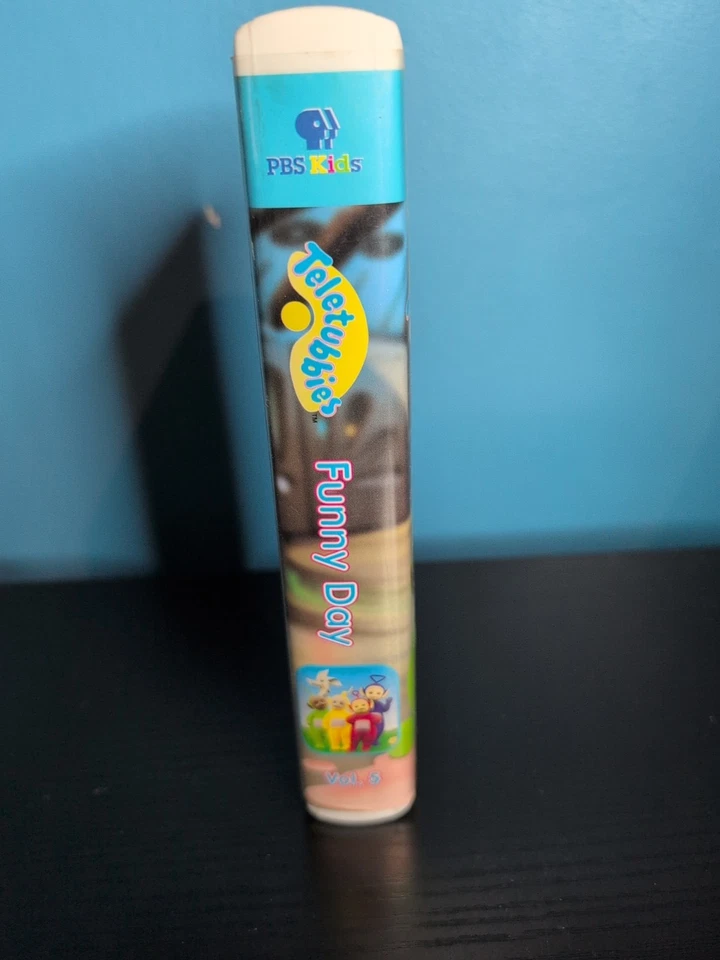 PBS Kids
Teletubbies
TM
Funny Day
Vol. 5